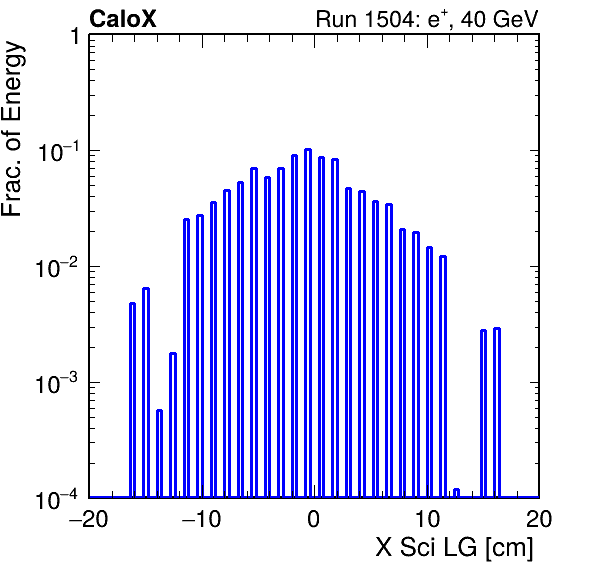 CaloX Run 1504: e⁺, 40 GeV
Frac. of Energy
1
10⁻¹
10⁻²
10⁻³
10⁻⁴
−20 −10 0 10 20
X Sci LG [cm]